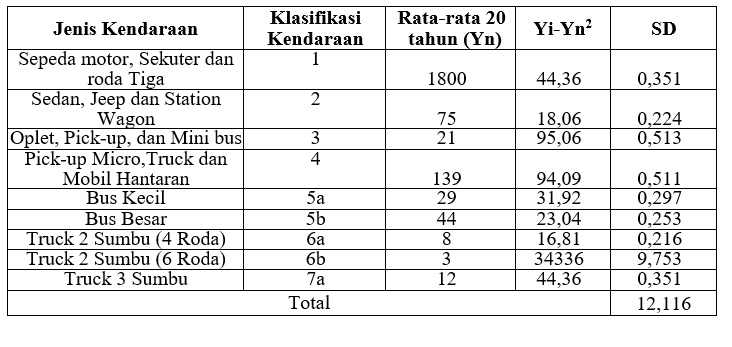 Jenis Kendaraan Klasifikasi Kendaraan Rata-rata 20 tahun (Yn) Yi-Yn² SD
Sepeda motor, Sekuter dan roda Tiga 1 1800 44,36 0,351
Sedan, Jeep dan Station Wagon 2 75 18,06 0,224
Oplet, Pick-up, dan Mini bus 3 21 95,06 0,513
Pick-up Micro,Truck dan Mobil Hantaran 4 139 94,09 0,511
Bus Kecil 5a 29 31,92 0,297
Bus Besar 5b 44 23,04 0,253
Truck 2 Sumbu (4 Roda) 6a 8 16,81 0,216
Truck 2 Sumbu (6 Roda) 6b 3 34336 9,753
Truck 3 Sumbu 7a 12 44,36 0,351
Total 12,116